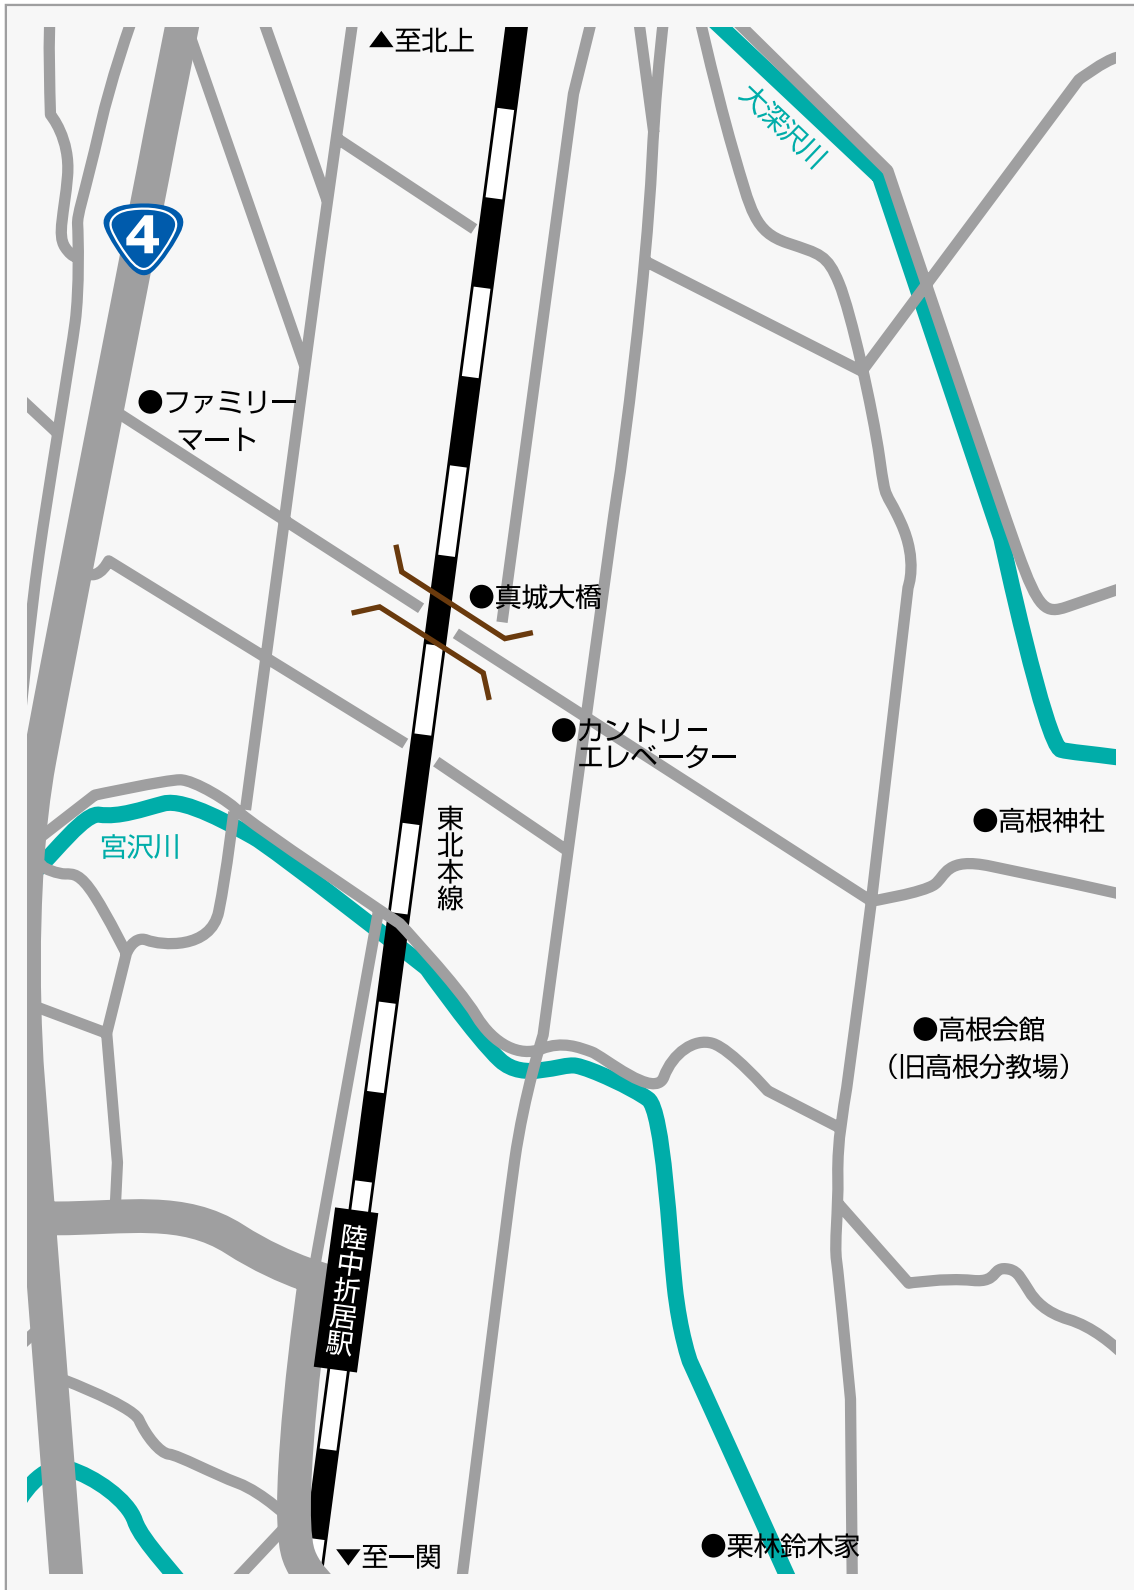 ▲至北上
大深沢川
4
●ファミリー
マート
●真城大橋
●カントリー
エレベーター
●高根神社
東北本線
宮沢川
●高根会館
（旧高根分教場）
陸中折居駅
●栗林鈴木家
▼至一関